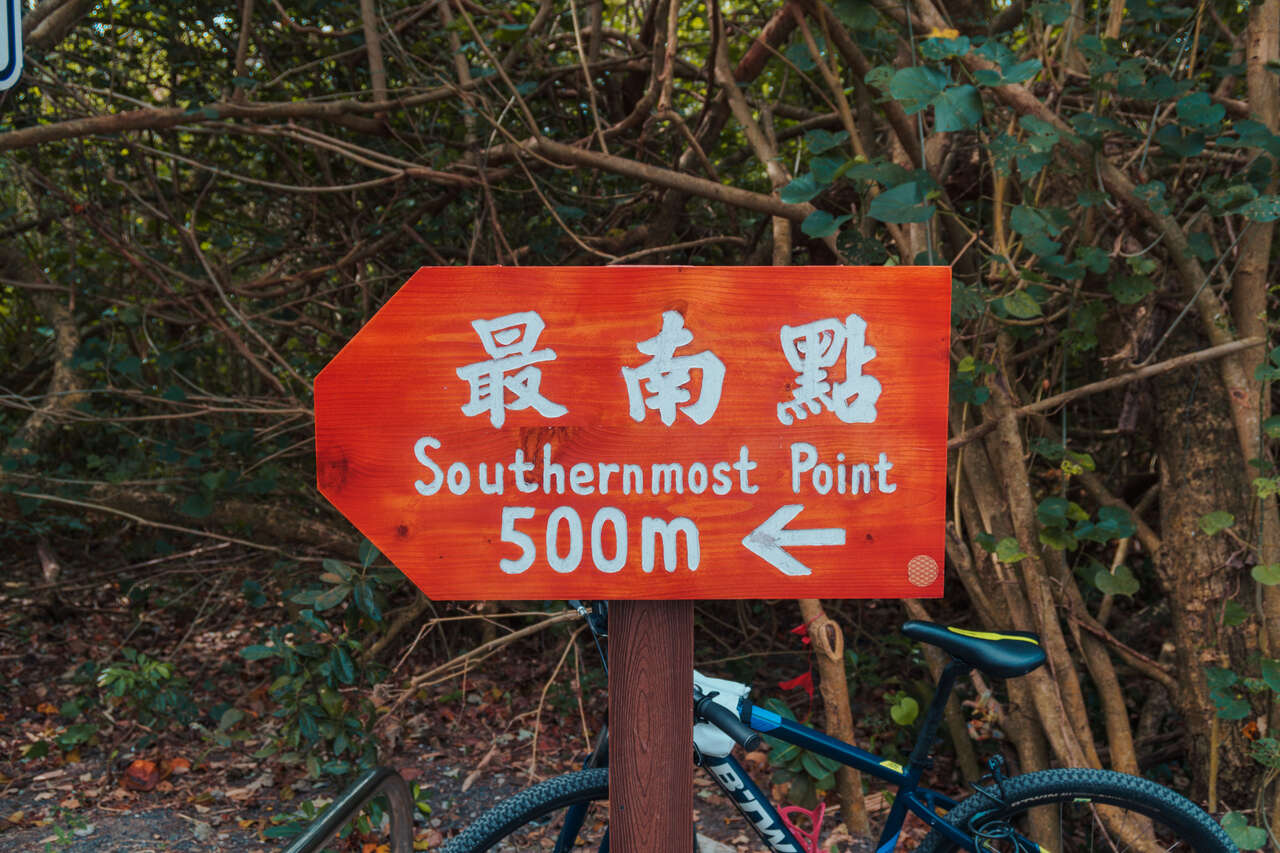 最南點
Southernmost Point
500m ←